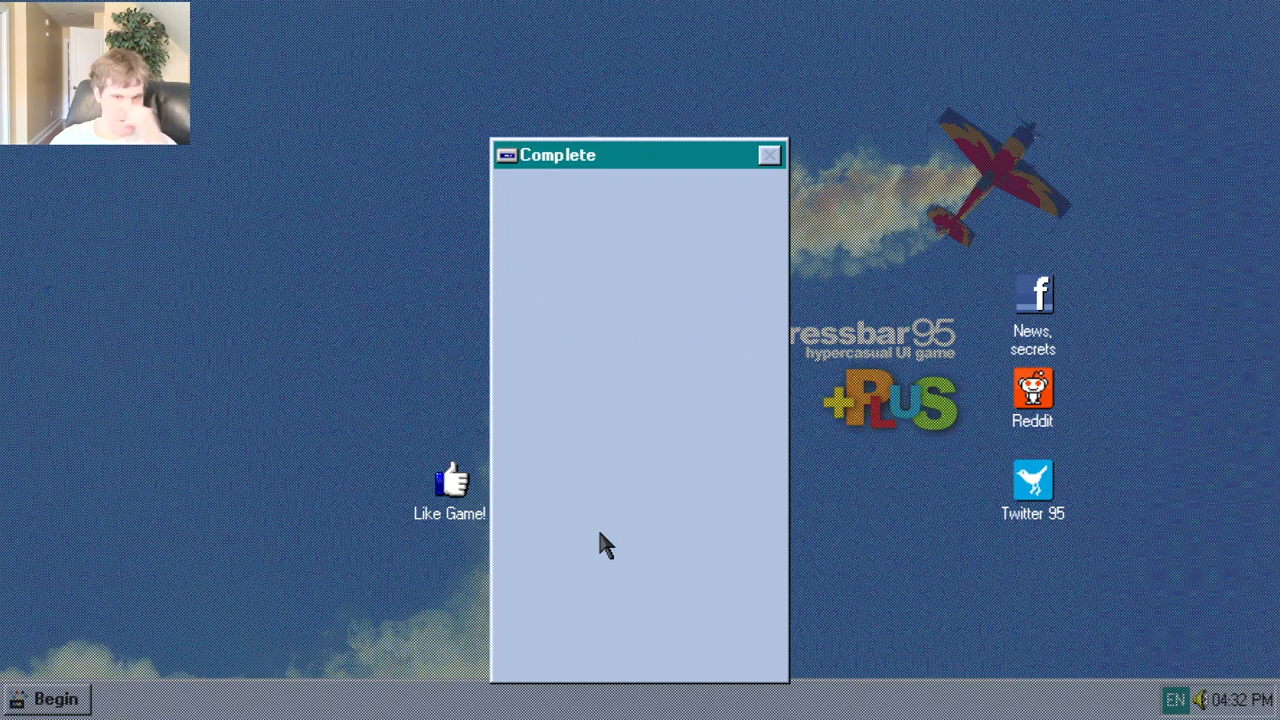 Complete
ressbar95
hypercasual UI game
+PLUS
f
News,
secrets
Reddit
Like Game!
Twitter 95
Begin
EN
04:32 PM